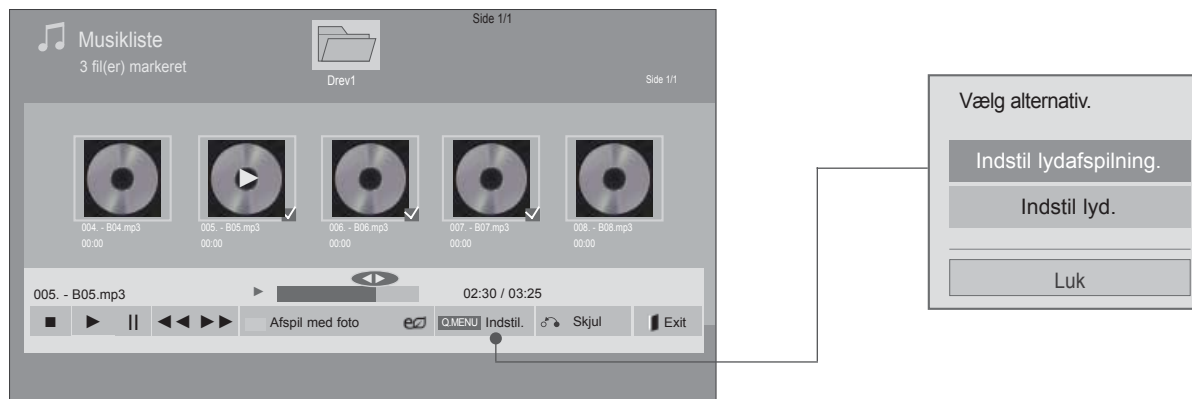 Side 1/1
Musikliste
3 fil(er) markeret
Drev1
Side 1/1
004. - B04.mp3
00:00
005. - B05.mp3
00:00
006. - B06.mp3
00:00
007. - B07.mp3
00:00
008. - B08.mp3
00:00
005. - B05.mp3
02:30 / 03:25
Afspil med foto
Q.MENU Indstil.
Skjul
Exit
Vælg alternativ.
Indstil lydafspilning.
Indstil lyd.
Luk